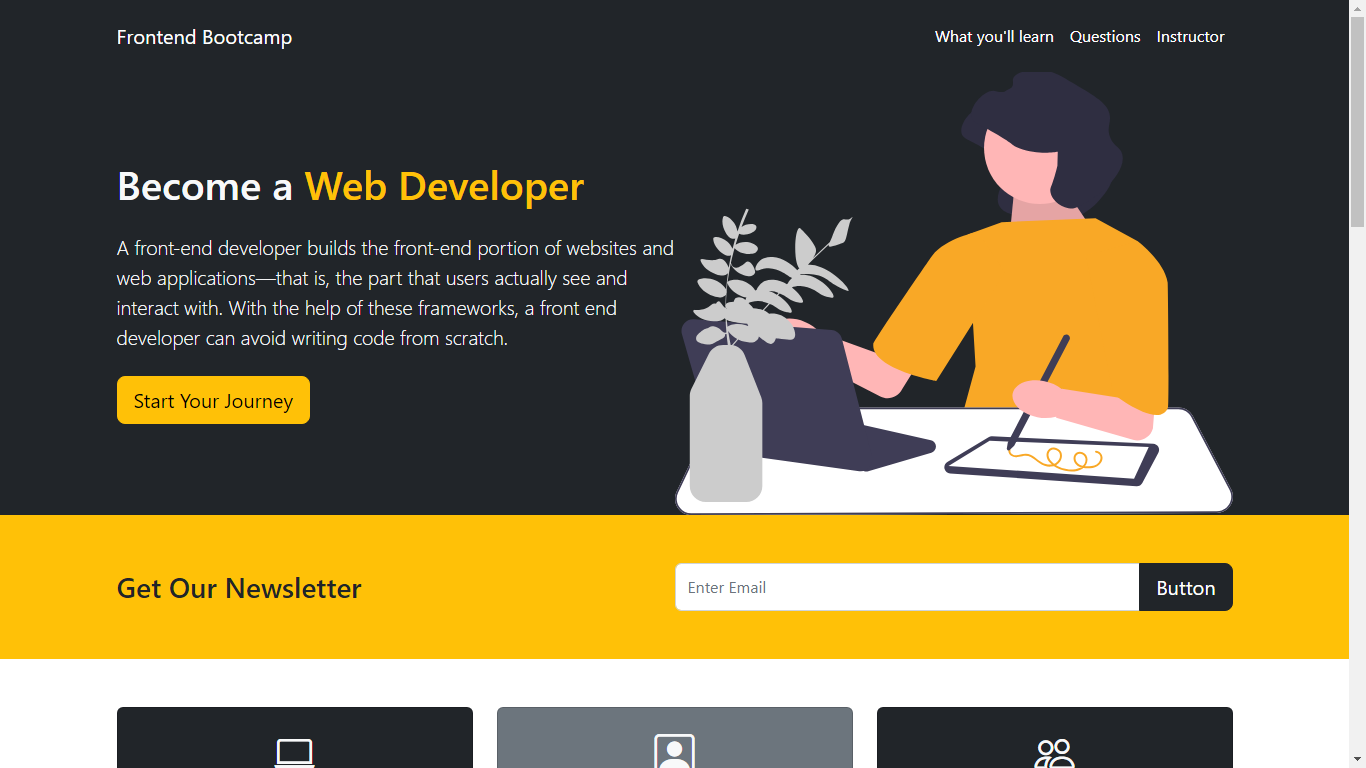 Frontend Bootcamp
What you'll learn Questions Instructor
Become a Web Developer
A front-end developer builds the front-end portion of websites and
web applications—that is, the part that users actually see and
interact with. With the help of these frameworks, a front end
developer can avoid writing code from scratch.
Start Your Journey
Get Our Newsletter
Enter Email
Button